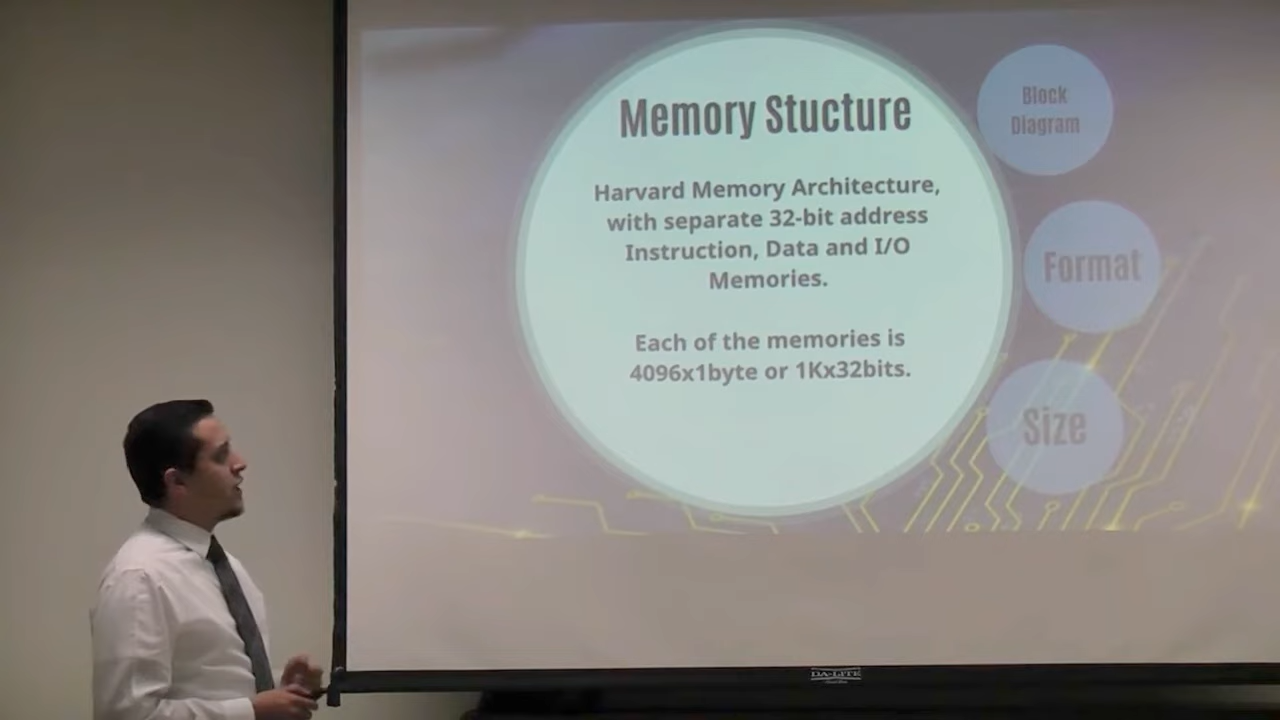 Memory Stucture
Harvard Memory Architecture,
with separate 32-bit address
Instruction, Data and I/O
Memories.
Each of the memories is
4096x1byte or 1Kx32bits.
Block
Diagram
Format
Size
DA-LITE